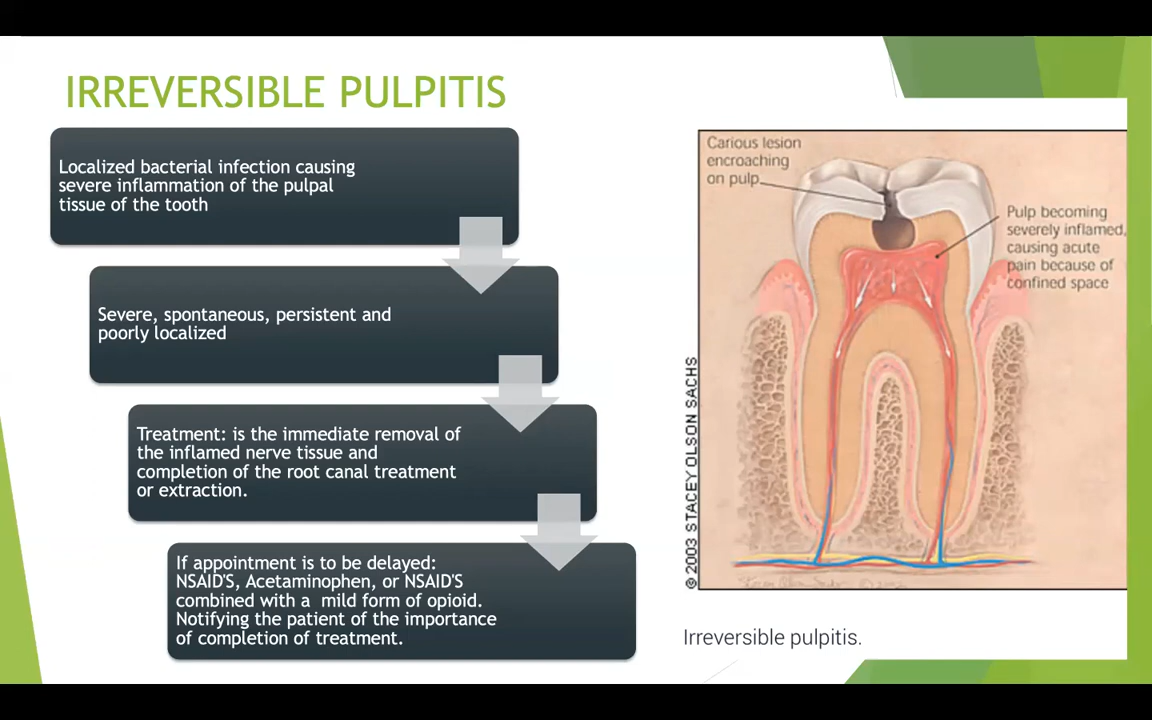 IRREVERSIBLE PULPITIS
Localized bacterial infection causing
severe inflammation of the pulpal
tissue of the tooth
Severe, spontaneous, persistent and
poorly localized
Treatment: is the immediate removal of
the inflamed nerve tissue and
completion of the root canal treatment
or extraction.
If appointment is to be delayed:
NSAID'S, Acetaminophen, or NSAID'S
combined with a  mild form of opioid.
Notifying the patient of the importance
of completion of treatment.
Carious lesion
encroaching
on pulp
Pulp becoming
severely inflamed,
causing acute
pain because of
confined space
© 2003 STACEY OLSON SACHS
Irreversible pulpitis.